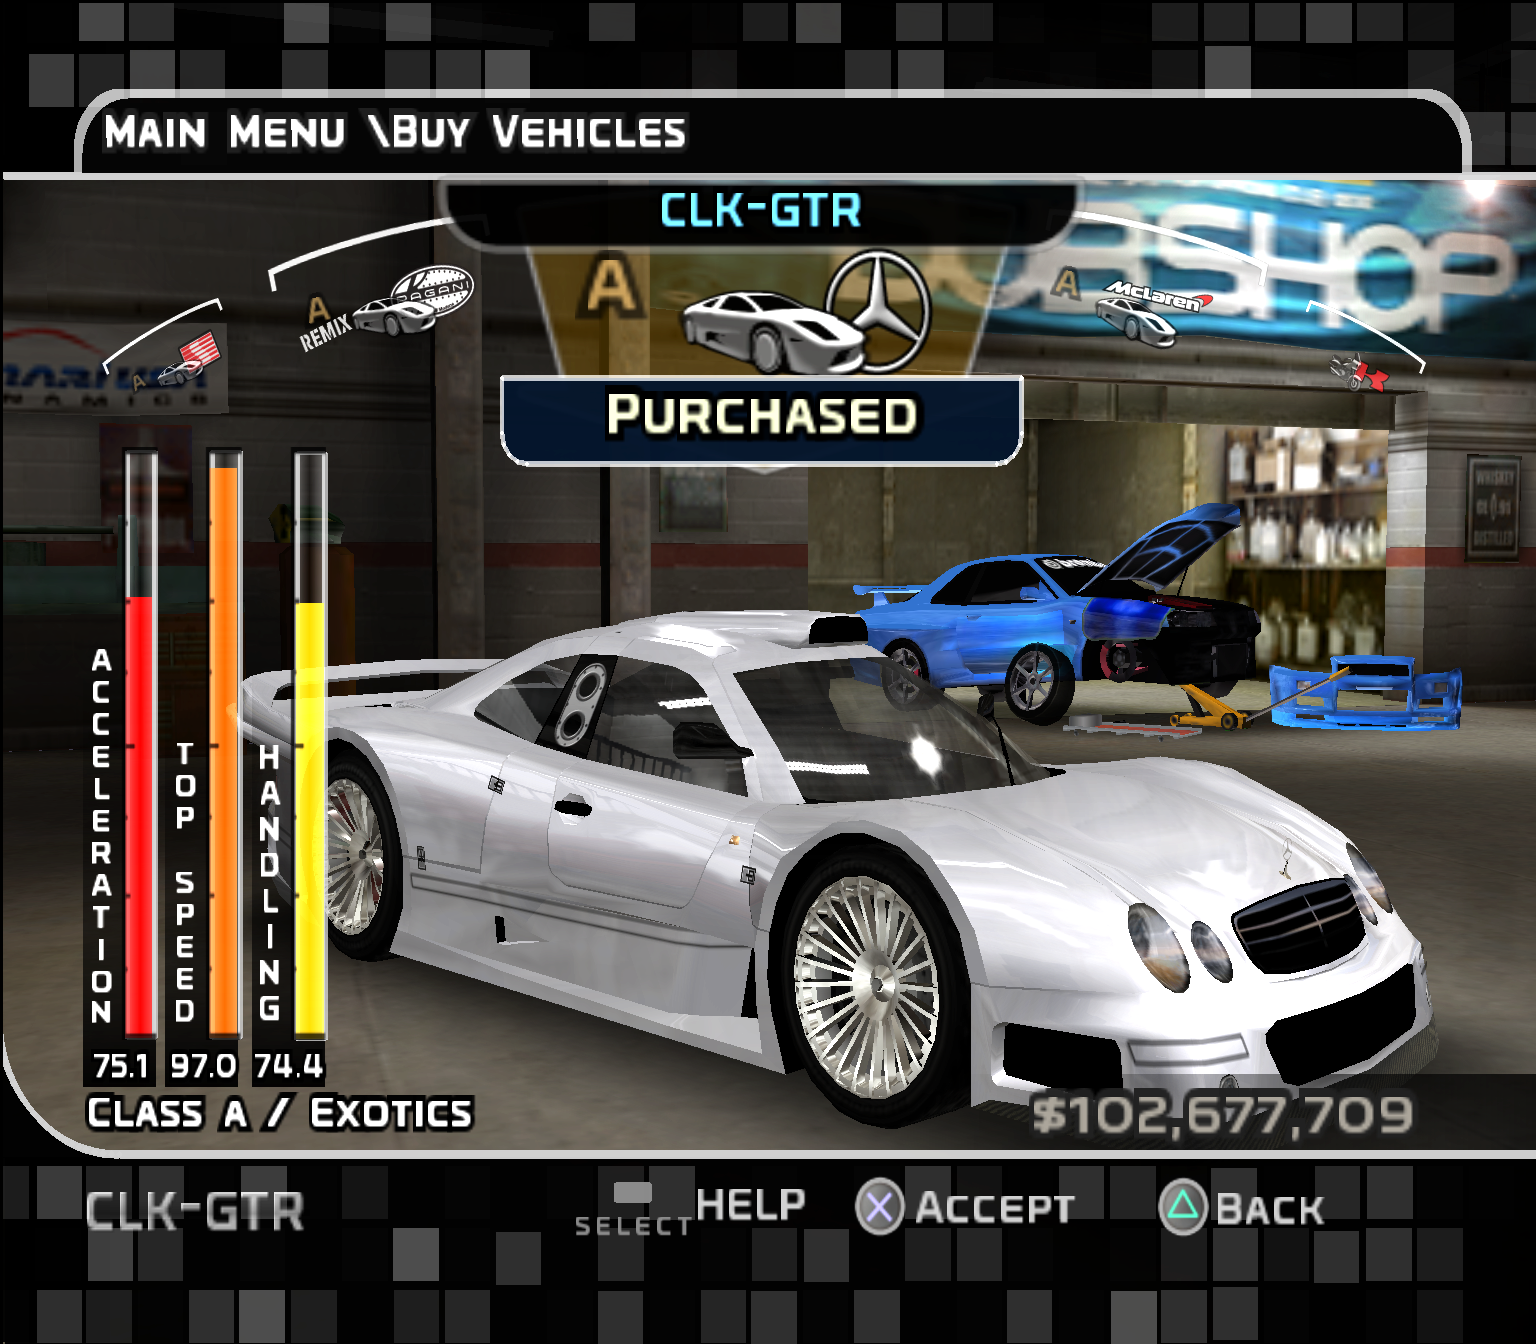 MAIN MENU \BUY VEHICLES
CLK-GTR
A
A
REMIX
PAGANI
A
A
McLaren
PURCHASED
WHISKEY
ACCELERATION
TOP SPEED
HANDLING
75.1
97.0
74.4
CLASS A / EXOTICS
$102,677,709
CLK-GTR
SELECT
HELP
ACCEPT
BACK